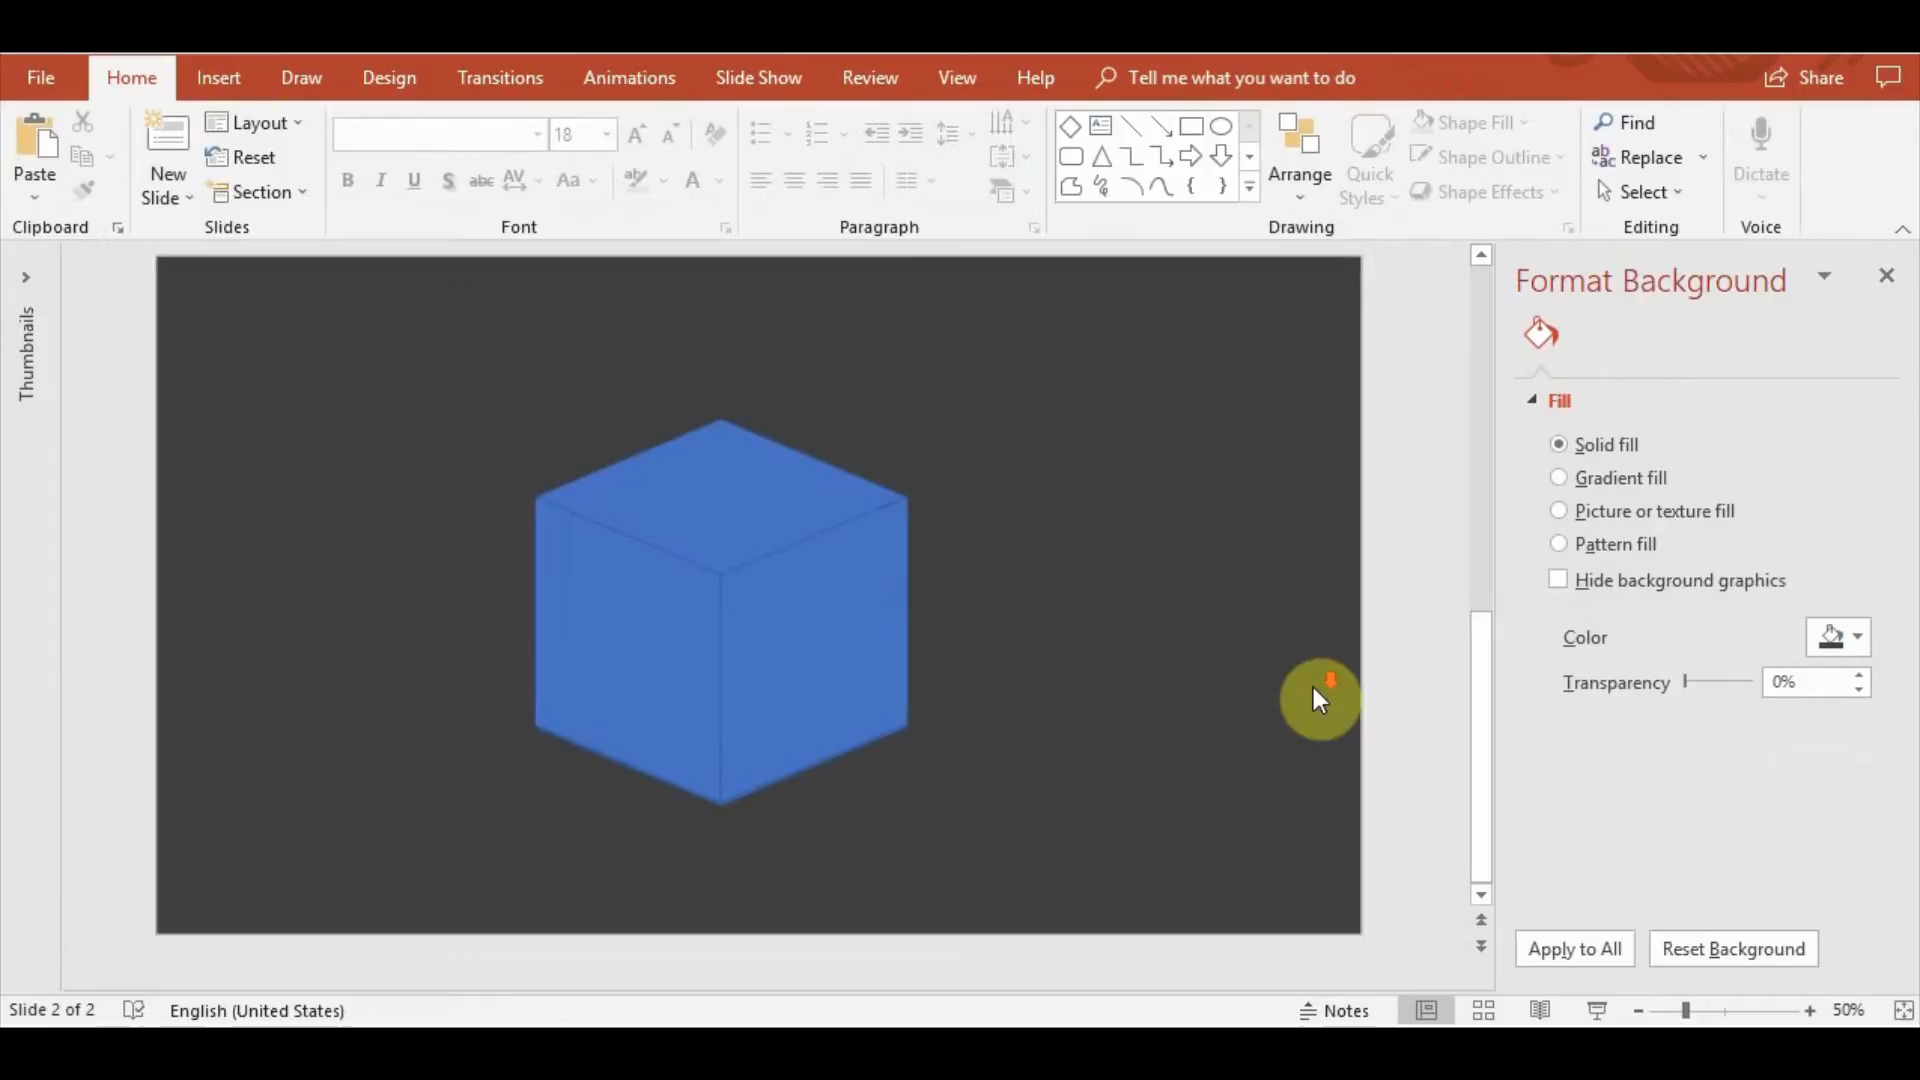 File Home Insert Draw Design Transitions Animations Slide Show Review View Help Tell me what you want to do Share
Paste
Clipboard
New Slide
Layout
Reset
Section
Slides
18
B I U S abc AV Aa A
Font
Paragraph
Arrange
Quick Styles
Shape Fill
Shape Outline
Shape Effects
Drawing
Find
Replace
Select
Editing
Dictate
Voice
Thumbnails
Format Background
Fill
Solid fill
Gradient fill
Picture or texture fill
Pattern fill
Hide background graphics
Color
Transparency 0%
Apply to All Reset Background
Slide 2 of 2 English (United States) Notes 50%